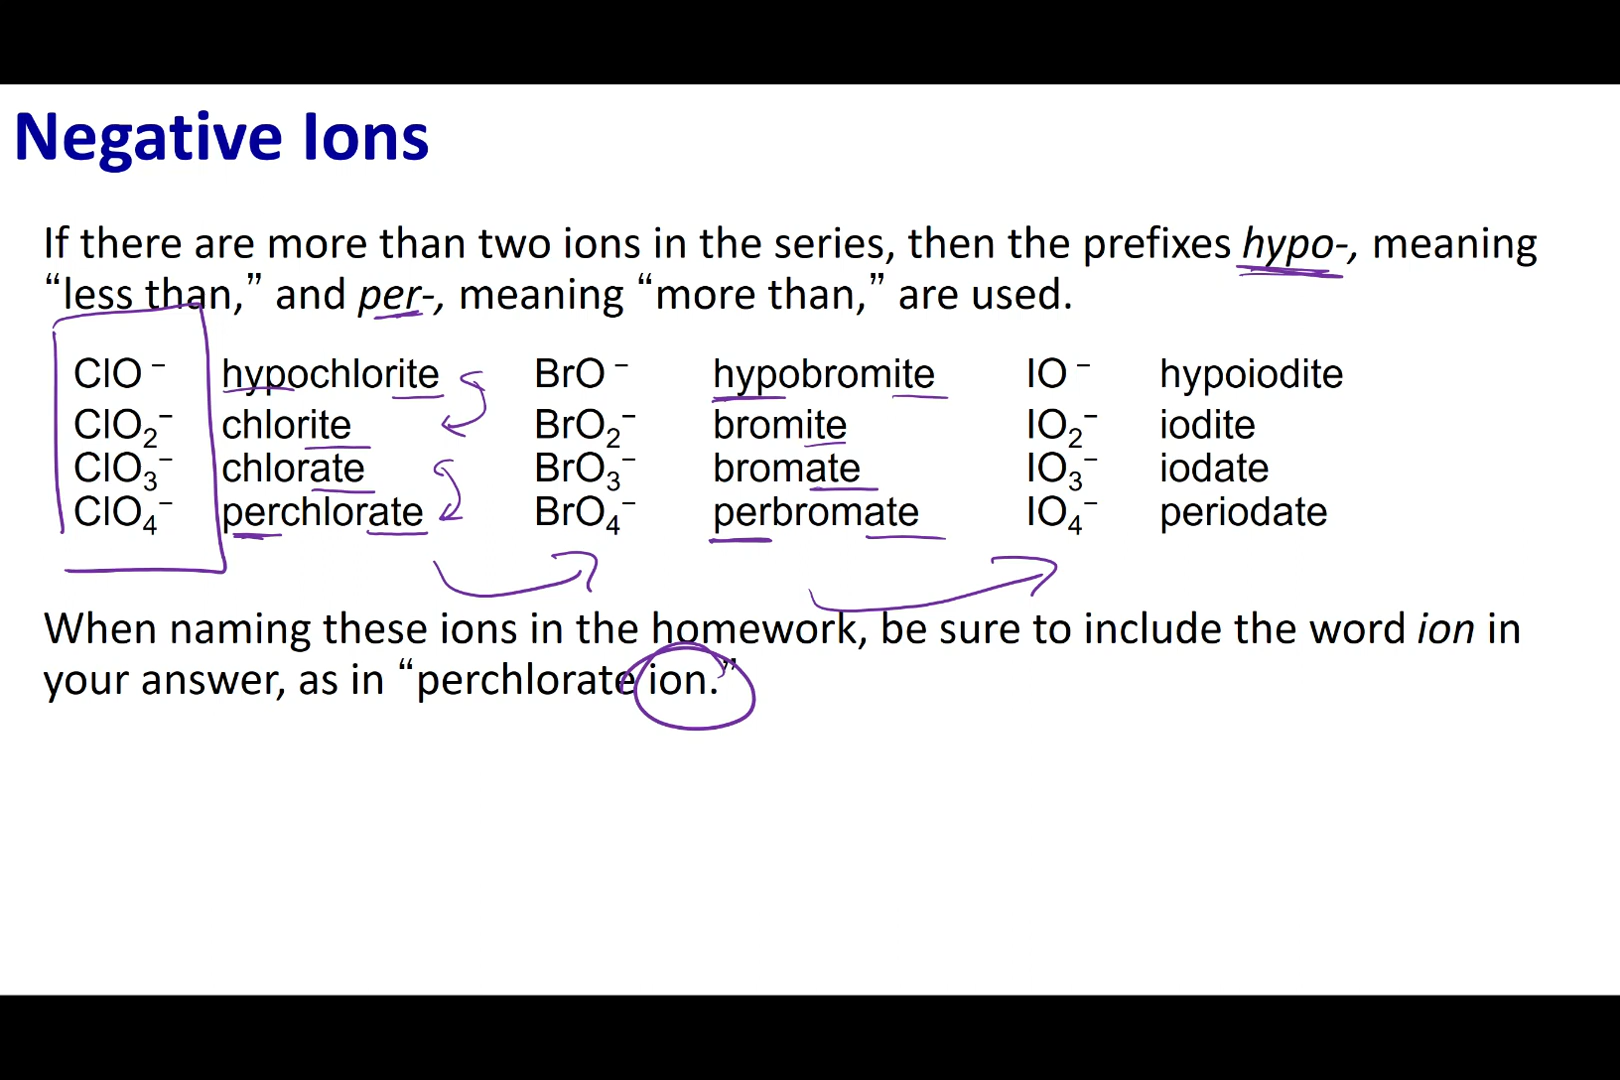 Negative Ions
If there are more than two ions in the series, then the prefixes hypo-, meaning
“less than,” and per-, meaning “more than,” are used.
ClO⁻ hypochlorite BrO⁻ hypobromite IO⁻ hypoiodite
ClO₂⁻ chlorite BrO₂⁻ bromite IO₂⁻ iodite
ClO₃⁻ chlorate BrO₃⁻ bromate IO₃⁻ iodate
ClO₄⁻ perchlorate BrO₄⁻ perbromate IO₄⁻ periodate
When naming these ions in the homework, be sure to include the word ion in
your answer, as in “perchlorate ion.”